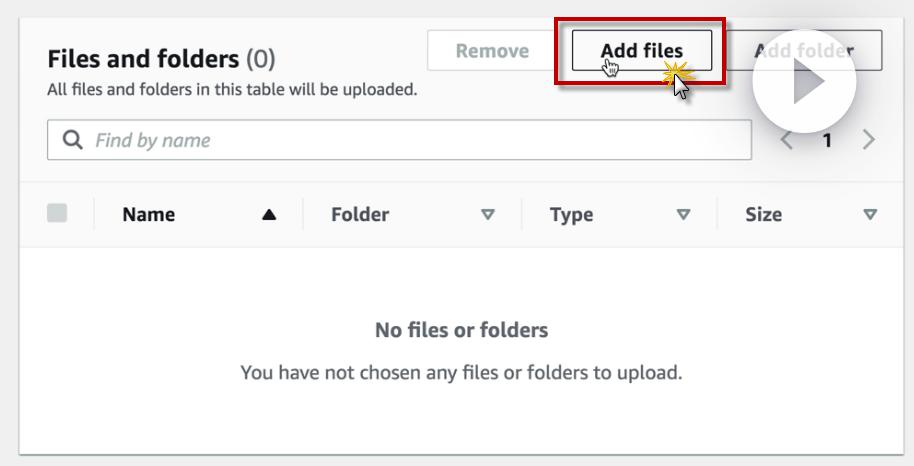 Files and folders (0)
Remove
Add files
Add folder
All files and folders in this table will be uploaded.
Find by name
1
Name
Folder
Type
Size
No files or folders
You have not chosen any files or folders to upload.